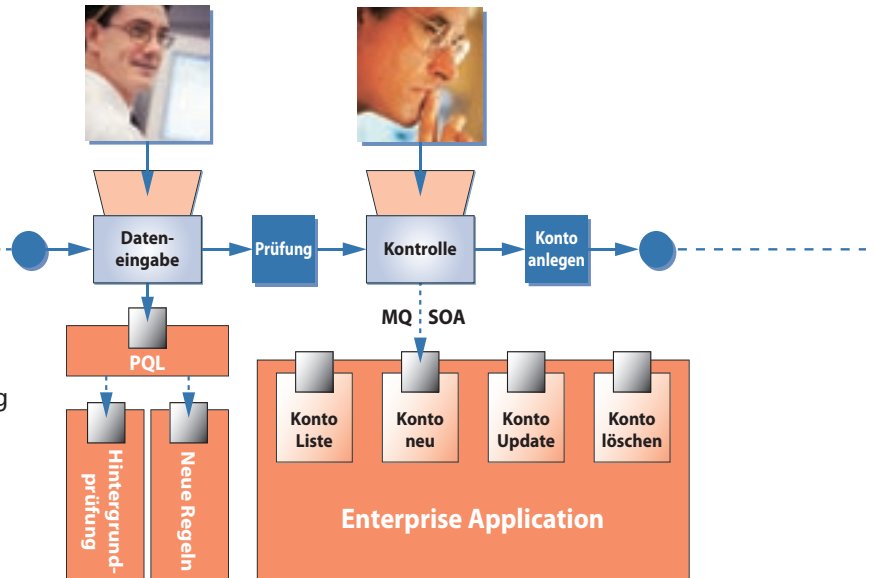 Daten-
eingabe
Prüfung
Kontrolle
Konto
anlegen
MQ SOA
PQL
g
Hintergrund-
prüfung
Neue Regeln
Konto
Liste
Konto
neu
Konto
Update
Konto
löschen
Enterprise Application